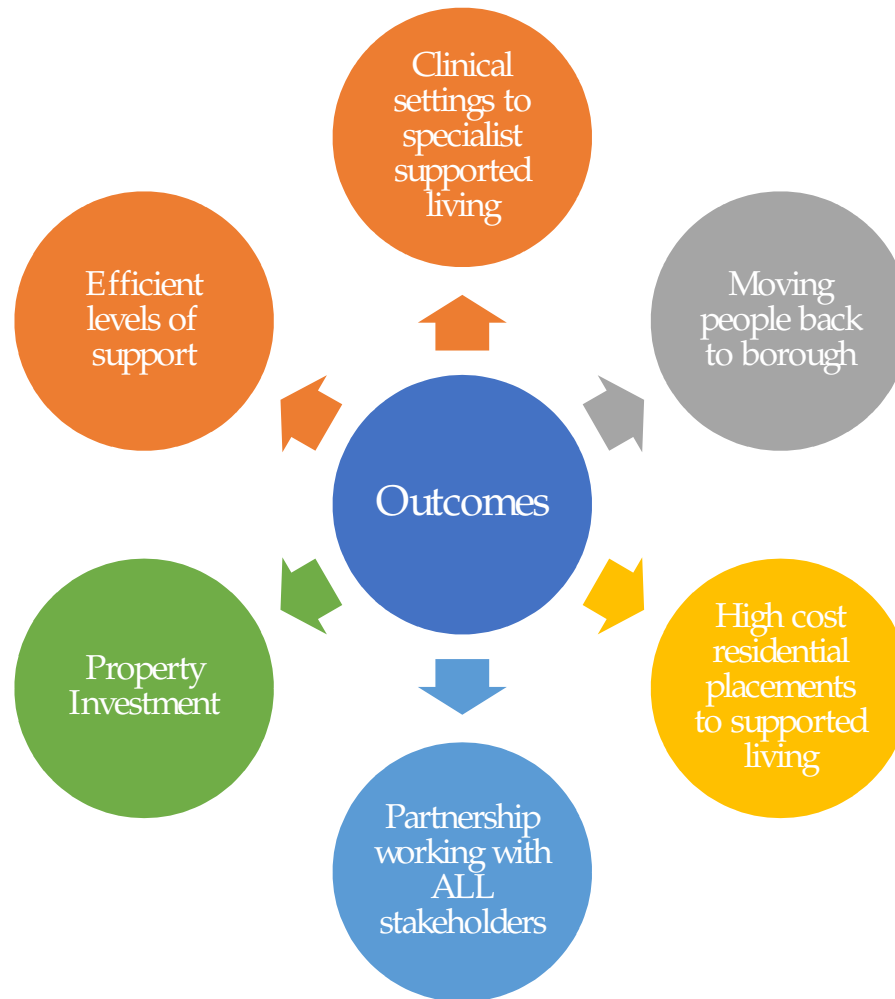 Clinical
settings to
specialist
supported
living
Efficient
levels of
support
Moving
people back
to borough
Outcomes
Property
Investment
High cost
residential
placements
to supported
living
Partnership
working with
ALL
stakeholders